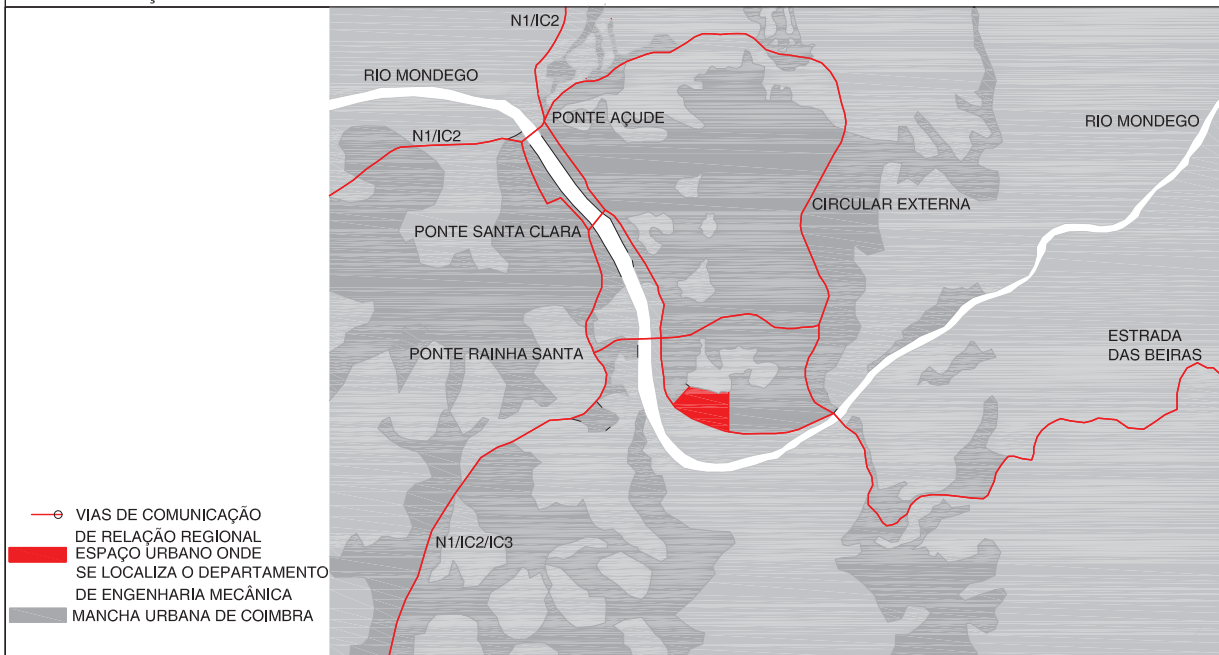 N1/IC2
RIO MONDEGO
PONTE AÇUDE
RIO MONDEGO
N1/IC2
CIRCULAR EXTERNA
PONTE SANTA CLARA
ESTRADA
DAS BEIRAS
PONTE RAINHA SANTA
N1/IC2/IC3
VIAS DE COMUNICAÇÃO
DE RELAÇÃO REGIONAL
ESPAÇO URBANO ONDE
SE LOCALIZA O DEPARTAMENTO
DE ENGENHARIA MECÂNICA
MANCHA URBANA DE COIMBRA